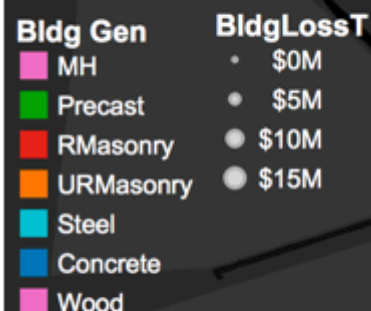 Bldg Gen
MH
Precast
RMasonry
URMasonry
Steel
Concrete
Wood
BldgLossT
$0M
$5M
$10M
$15M